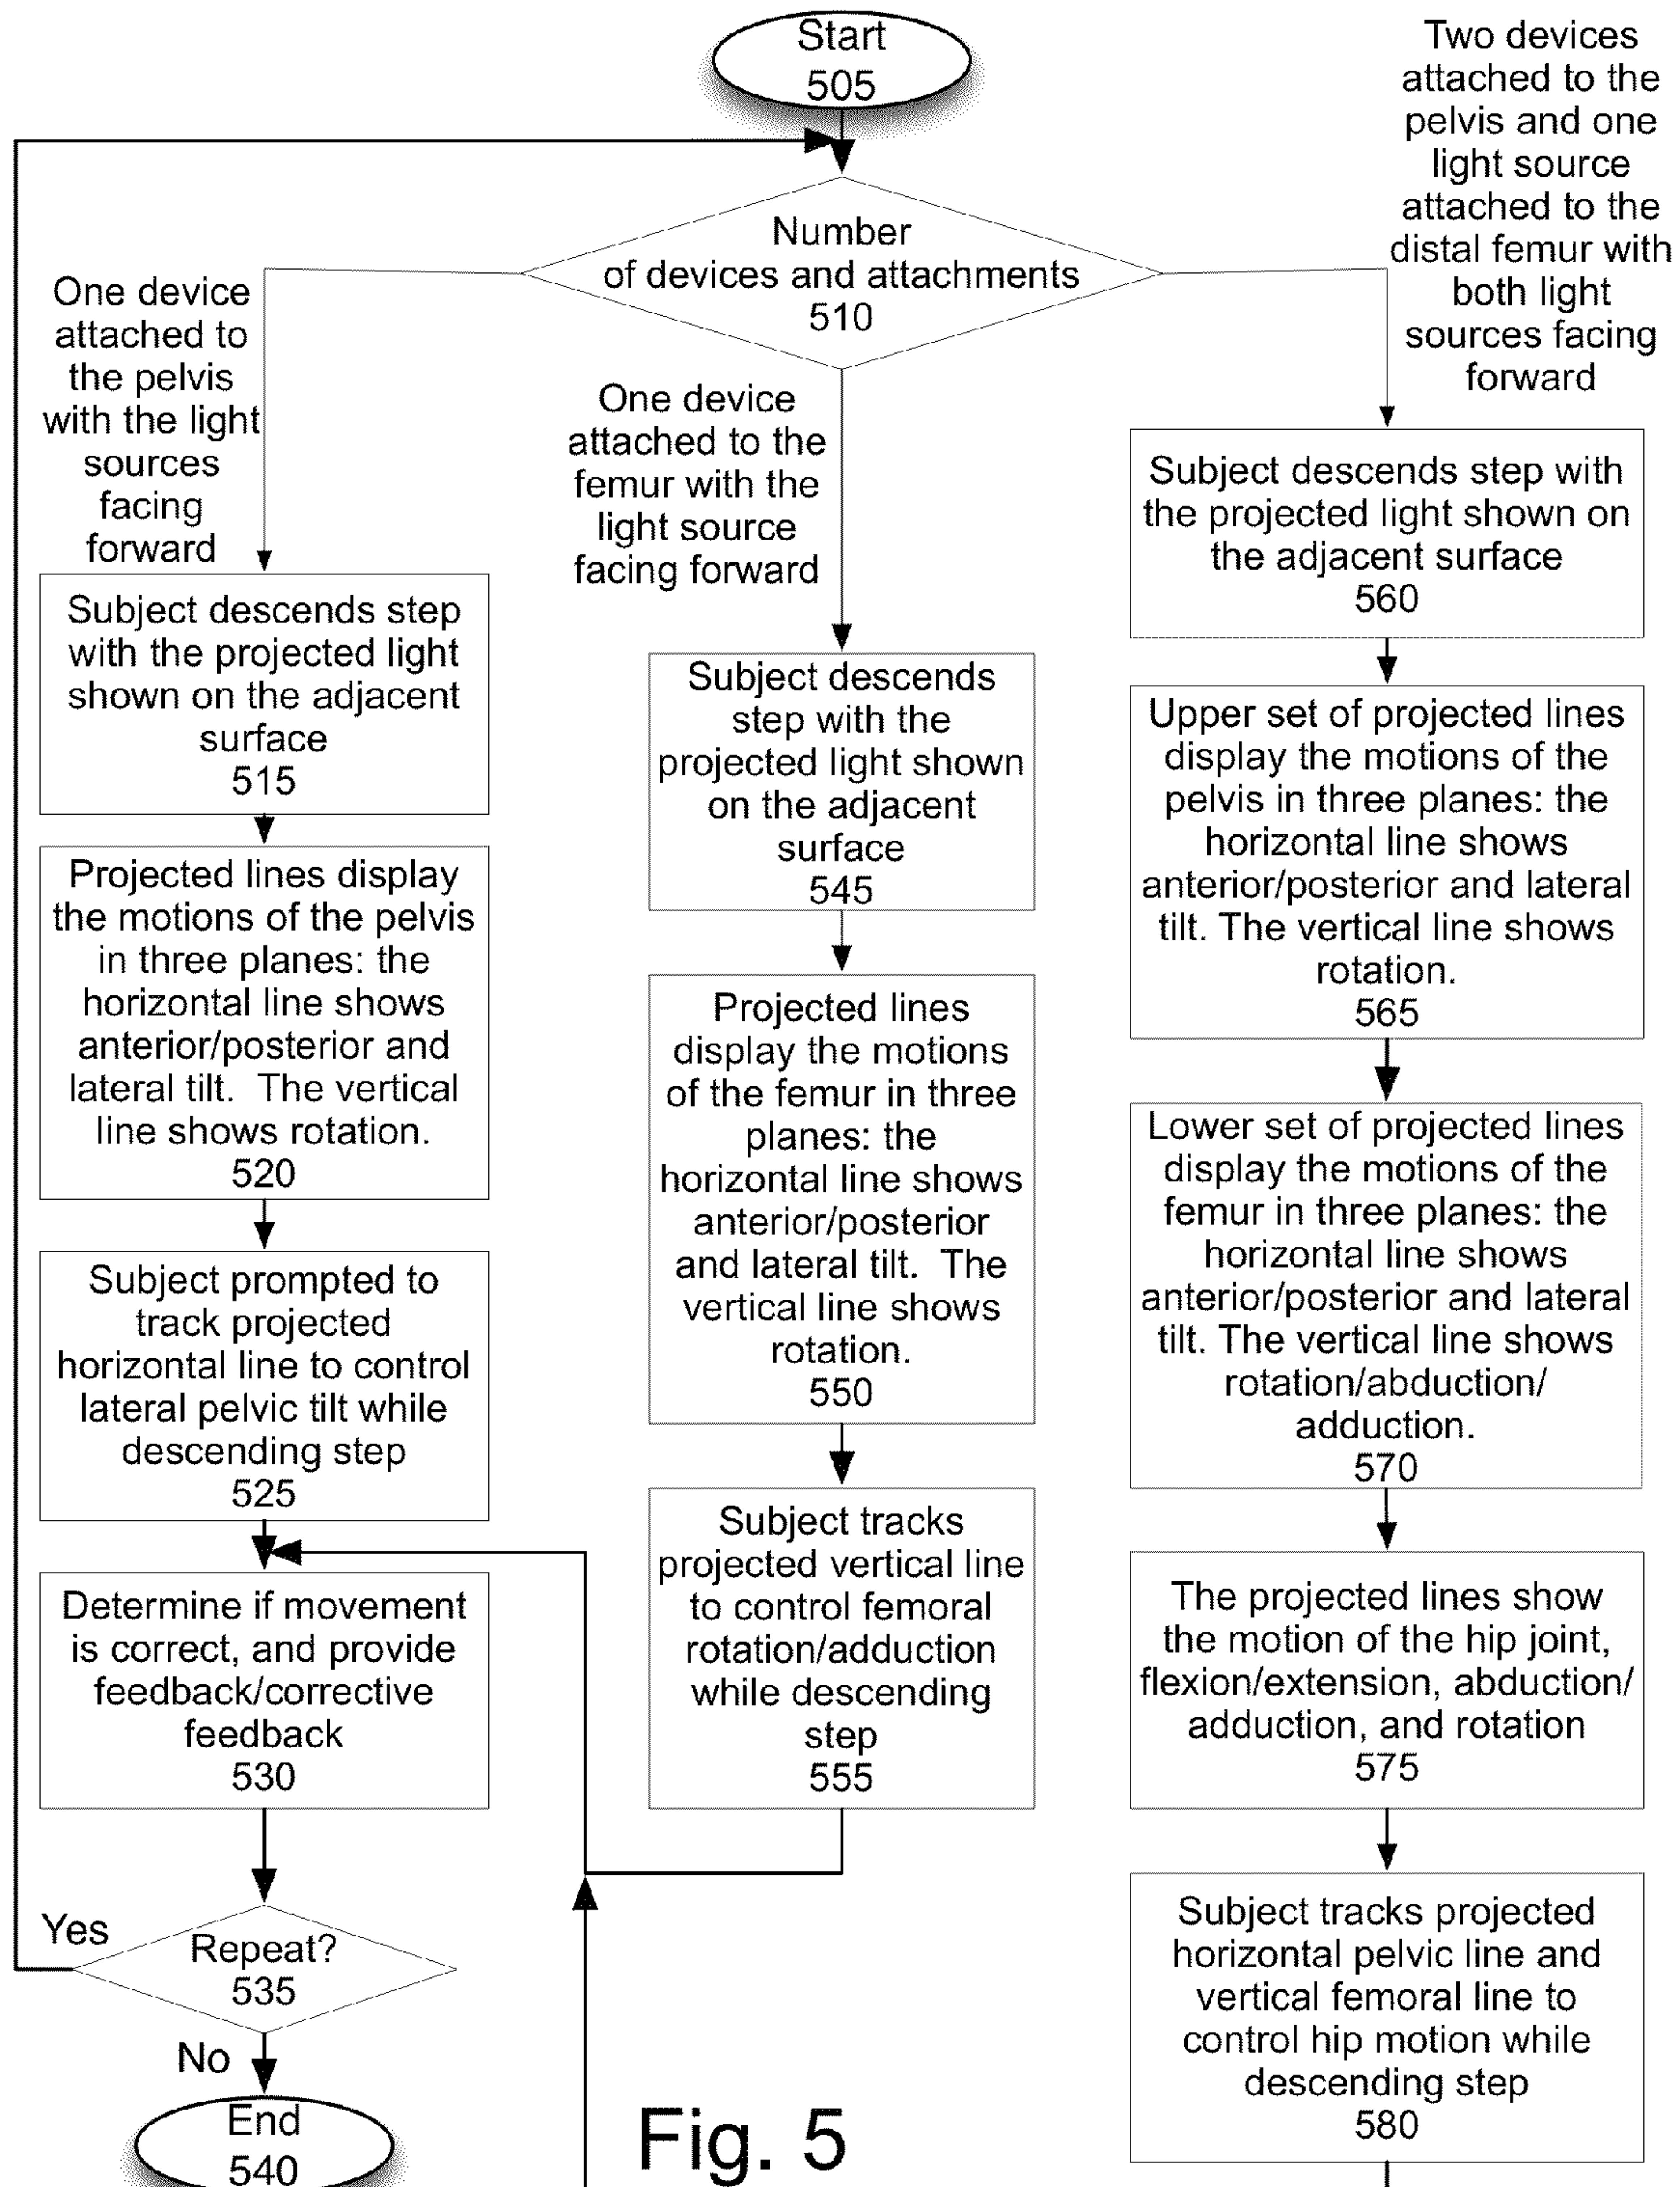 Start
505
Two devices
attached to the
pelvis and one
light source
attached to the
distal femur with
both light
sources facing
forward
Number
of devices and attachments
510
One device
attached to
the pelvis
with the light
sources
facing
forward
One device
attached to the
femur with the
light source
facing forward
Subject descends step
with the projected light
shown on the adjacent
surface
515
Projected lines display
the motions of the pelvis
in three planes: the
horizontal line shows
anterior/posterior and
lateral tilt. The vertical
line shows rotation.
520
Subject prompted to
track projected
horizontal line to control
lateral pelvic tilt while
descending step
525
Determine if movement
is correct, and provide
feedback/corrective
feedback
530
Yes
Repeat?
535
No
End
540
Subject descends
step with the
projected light shown
on the adjacent
surface
545
Projected lines
display the motions
of the femur in three
planes: the
horizontal line shows
anterior/posterior
and lateral tilt. The
vertical line shows
rotation.
550
Subject tracks
projected vertical line
to control femoral
rotation/adduction
while descending
step
555
Subject descends step with
the projected light shown on
the adjacent surface
560
Upper set of projected lines
display the motions of the
pelvis in three planes: the
horizontal line shows
anterior/posterior and lateral
tilt. The vertical line shows
rotation.
565
Lower set of projected lines
display the motions of the
femur in three planes: the
horizontal line shows
anterior/posterior and lateral
tilt. The vertical line shows
rotation/abduction/
adduction.
570
The projected lines show
the motion of the hip joint,
flexion/extension, abduction/
adduction, and rotation
575
Subject tracks projected
horizontal pelvic line and
vertical femoral line to
control hip motion while
descending step
580
Fig. 5